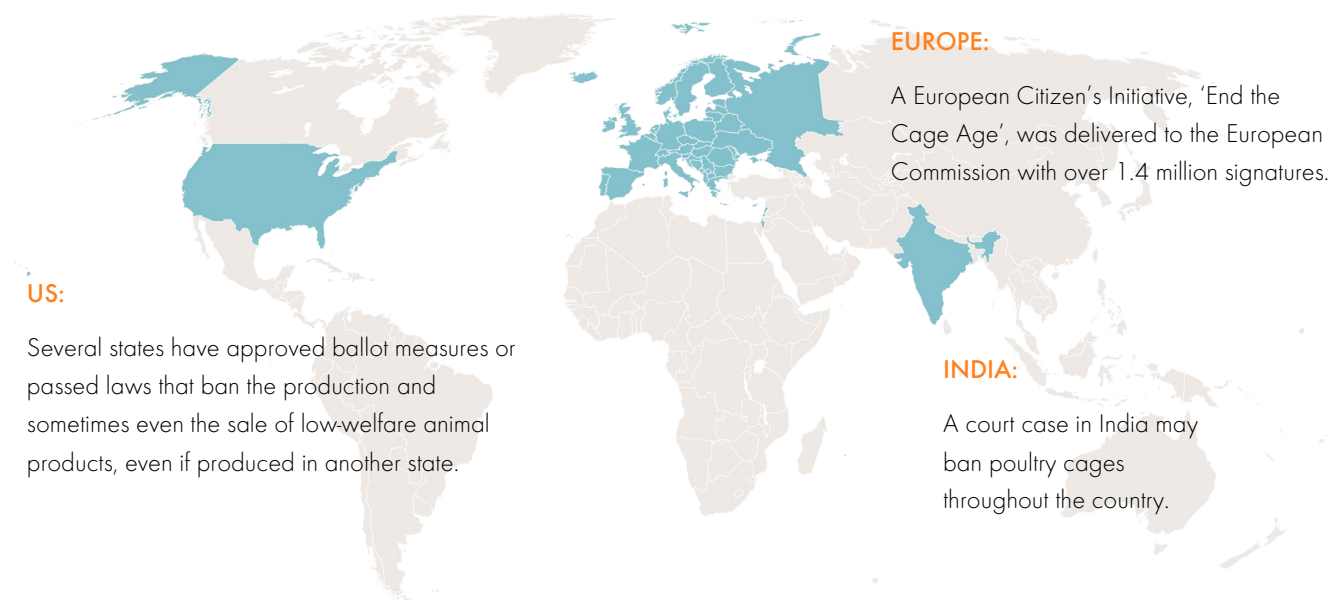 EUROPE:
A European Citizen’s Initiative, ‘End the
Cage Age’, was delivered to the European
Commission with over 1.4 million signatures.
US:
Several states have approved ballot measures or
passed laws that ban the production and
sometimes even the sale of low-welfare animal
products, even if produced in another state.
INDIA:
A court case in India may
ban poultry cages
throughout the country.